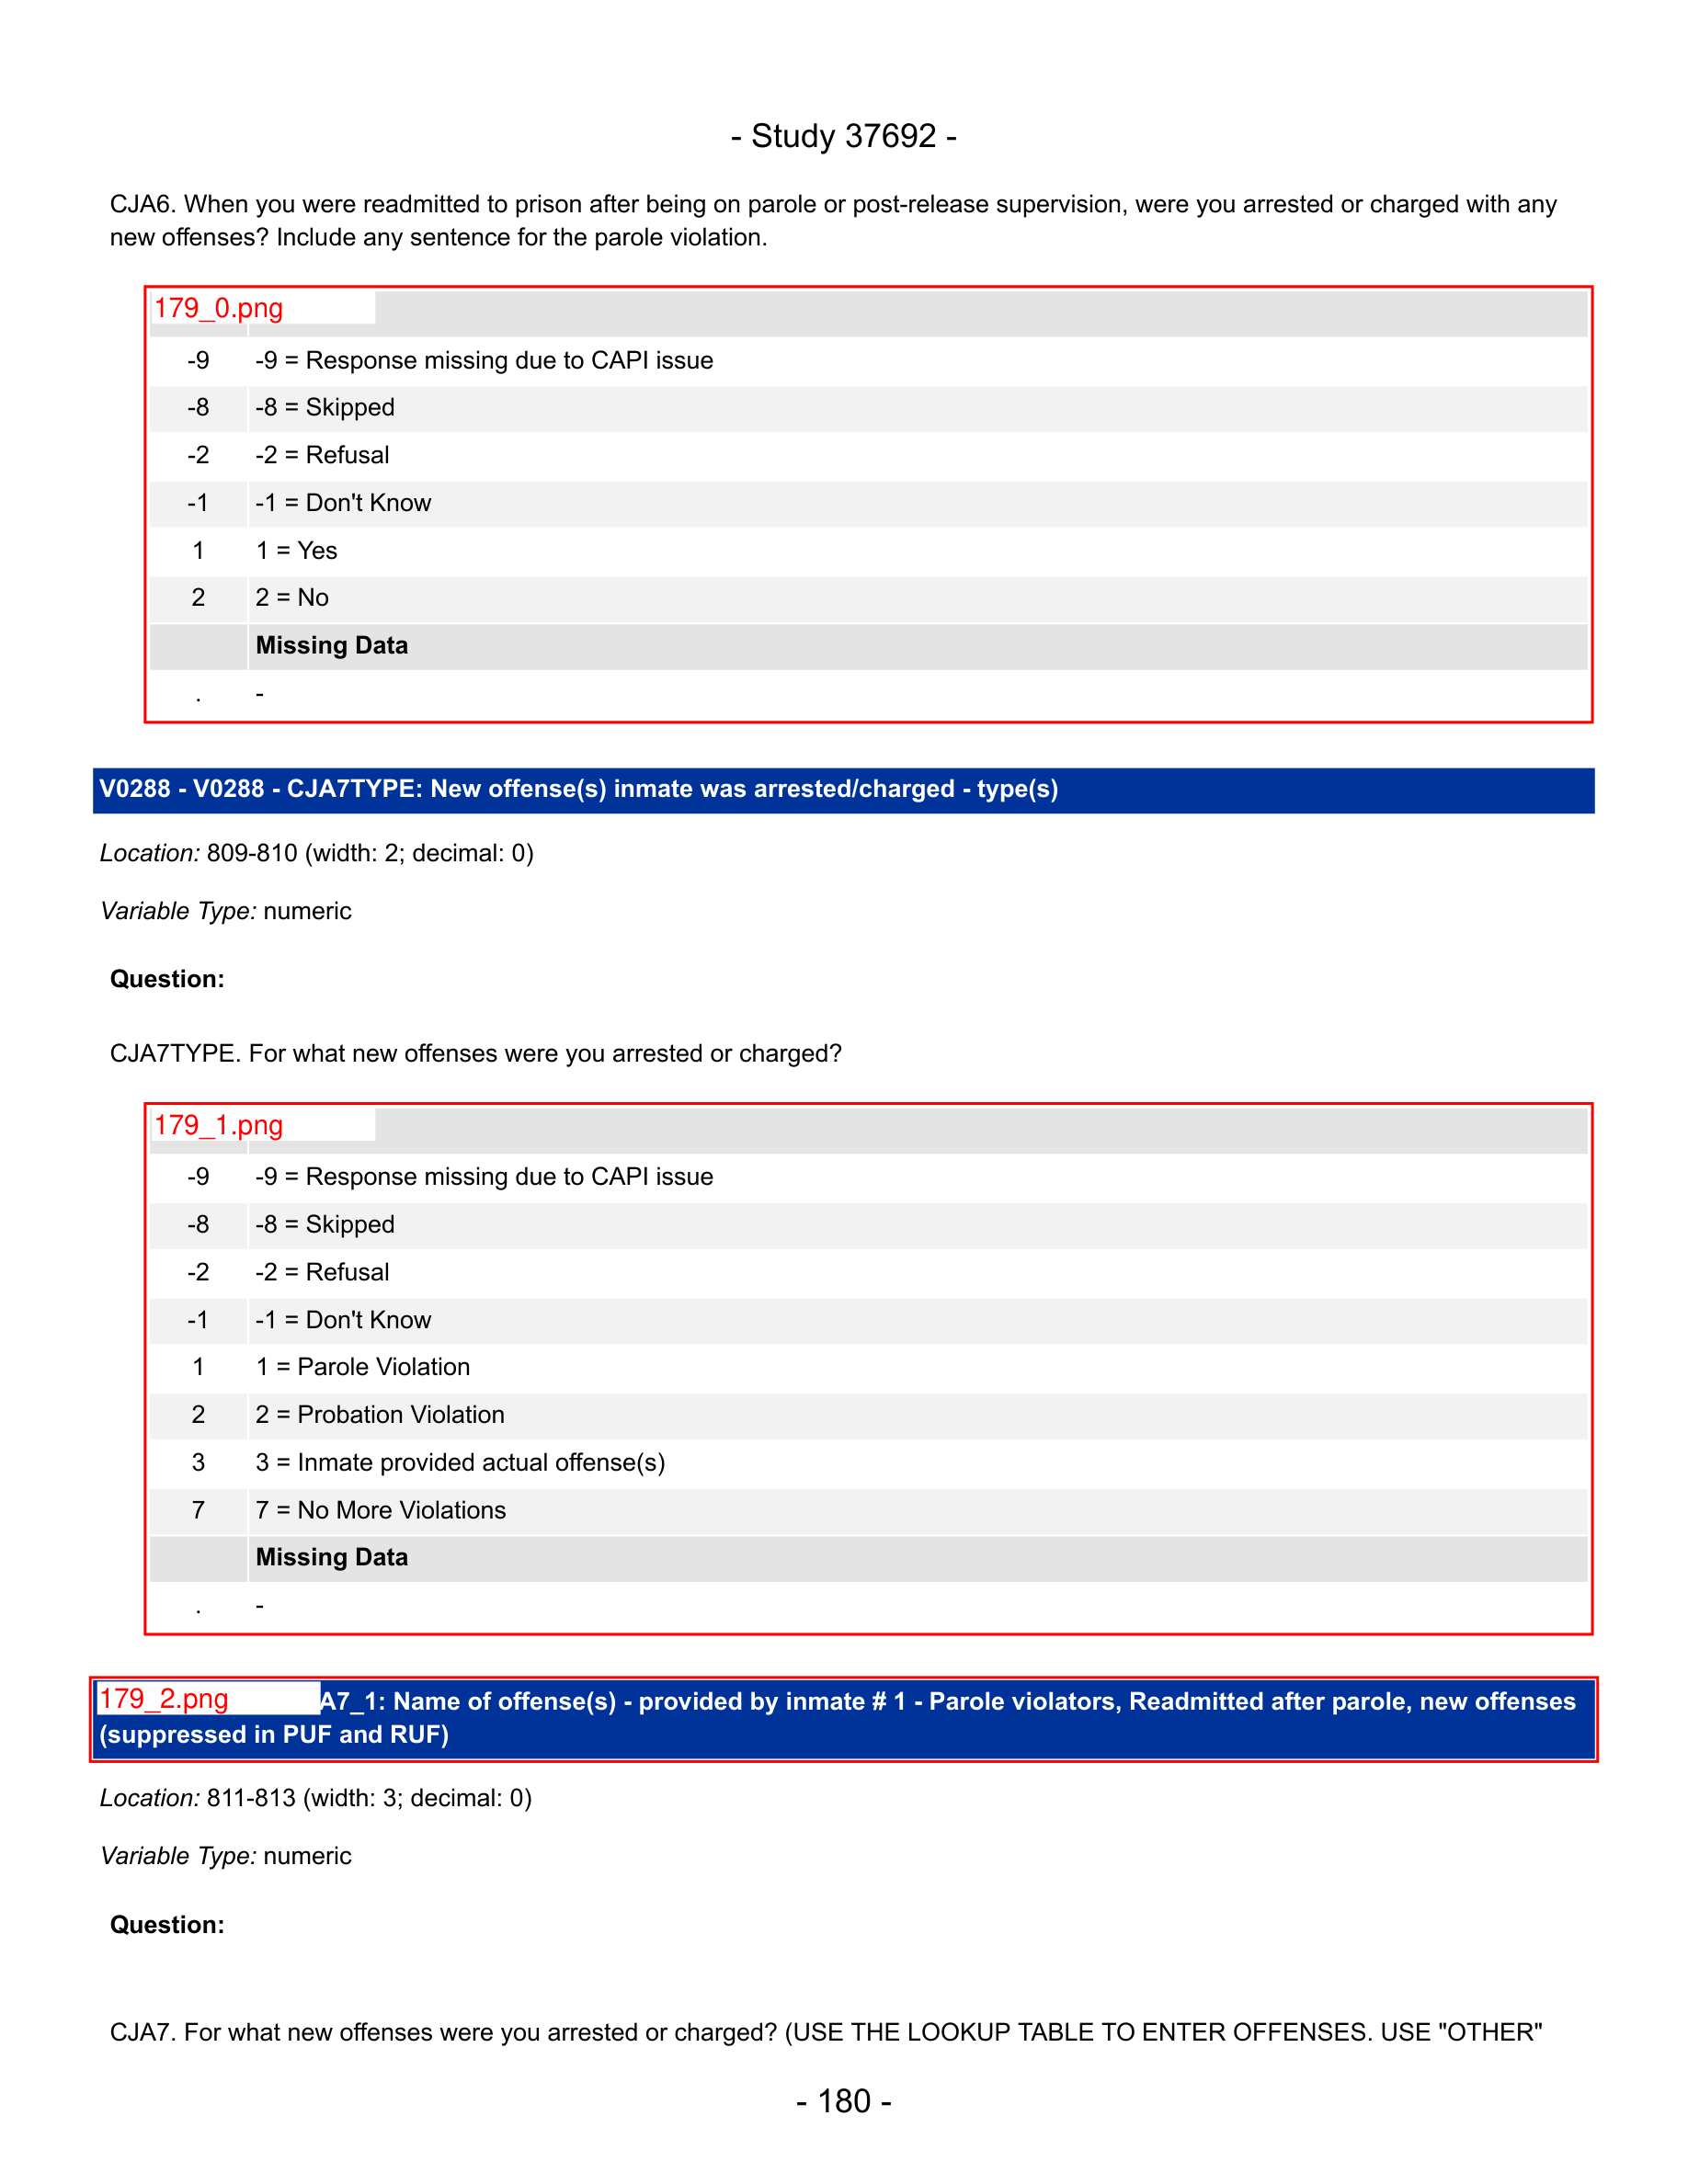 - Study 37692 -
CJA6. When you were readmitted to prison after being on parole or post-release supervision, were you arrested or charged with any
new offenses? Include any sentence for the parole violation.
179_0.png
-9 -9 = Response missing due to CAPI issue
-8 -8 = Skipped
-2 -2 = Refusal
-1 -1 = Don't Know
1 1 = Yes
2 2 = No
Missing Data
. -
V0288 - V0288 - CJA7TYPE: New offense(s) inmate was arrested/charged - type(s)
Location: 809-810 (width: 2; decimal: 0)
Variable Type: numeric
Question:
CJA7TYPE. For what new offenses were you arrested or charged?
179_1.png
-9 -9 = Response missing due to CAPI issue
-8 -8 = Skipped
-2 -2 = Refusal
-1 -1 = Don't Know
1 1 = Parole Violation
2 2 = Probation Violation
3 3 = Inmate provided actual offense(s)
7 7 = No More Violations
Missing Data
. -
179_2.png A7_1: Name of offense(s) - provided by inmate # 1 - Parole violators, Readmitted after parole, new offenses
(suppressed in PUF and RUF)
Location: 811-813 (width: 3; decimal: 0)
Variable Type: numeric
Question:
CJA7. For what new offenses were you arrested or charged? (USE THE LOOKUP TABLE TO ENTER OFFENSES. USE "OTHER"
- 180 -